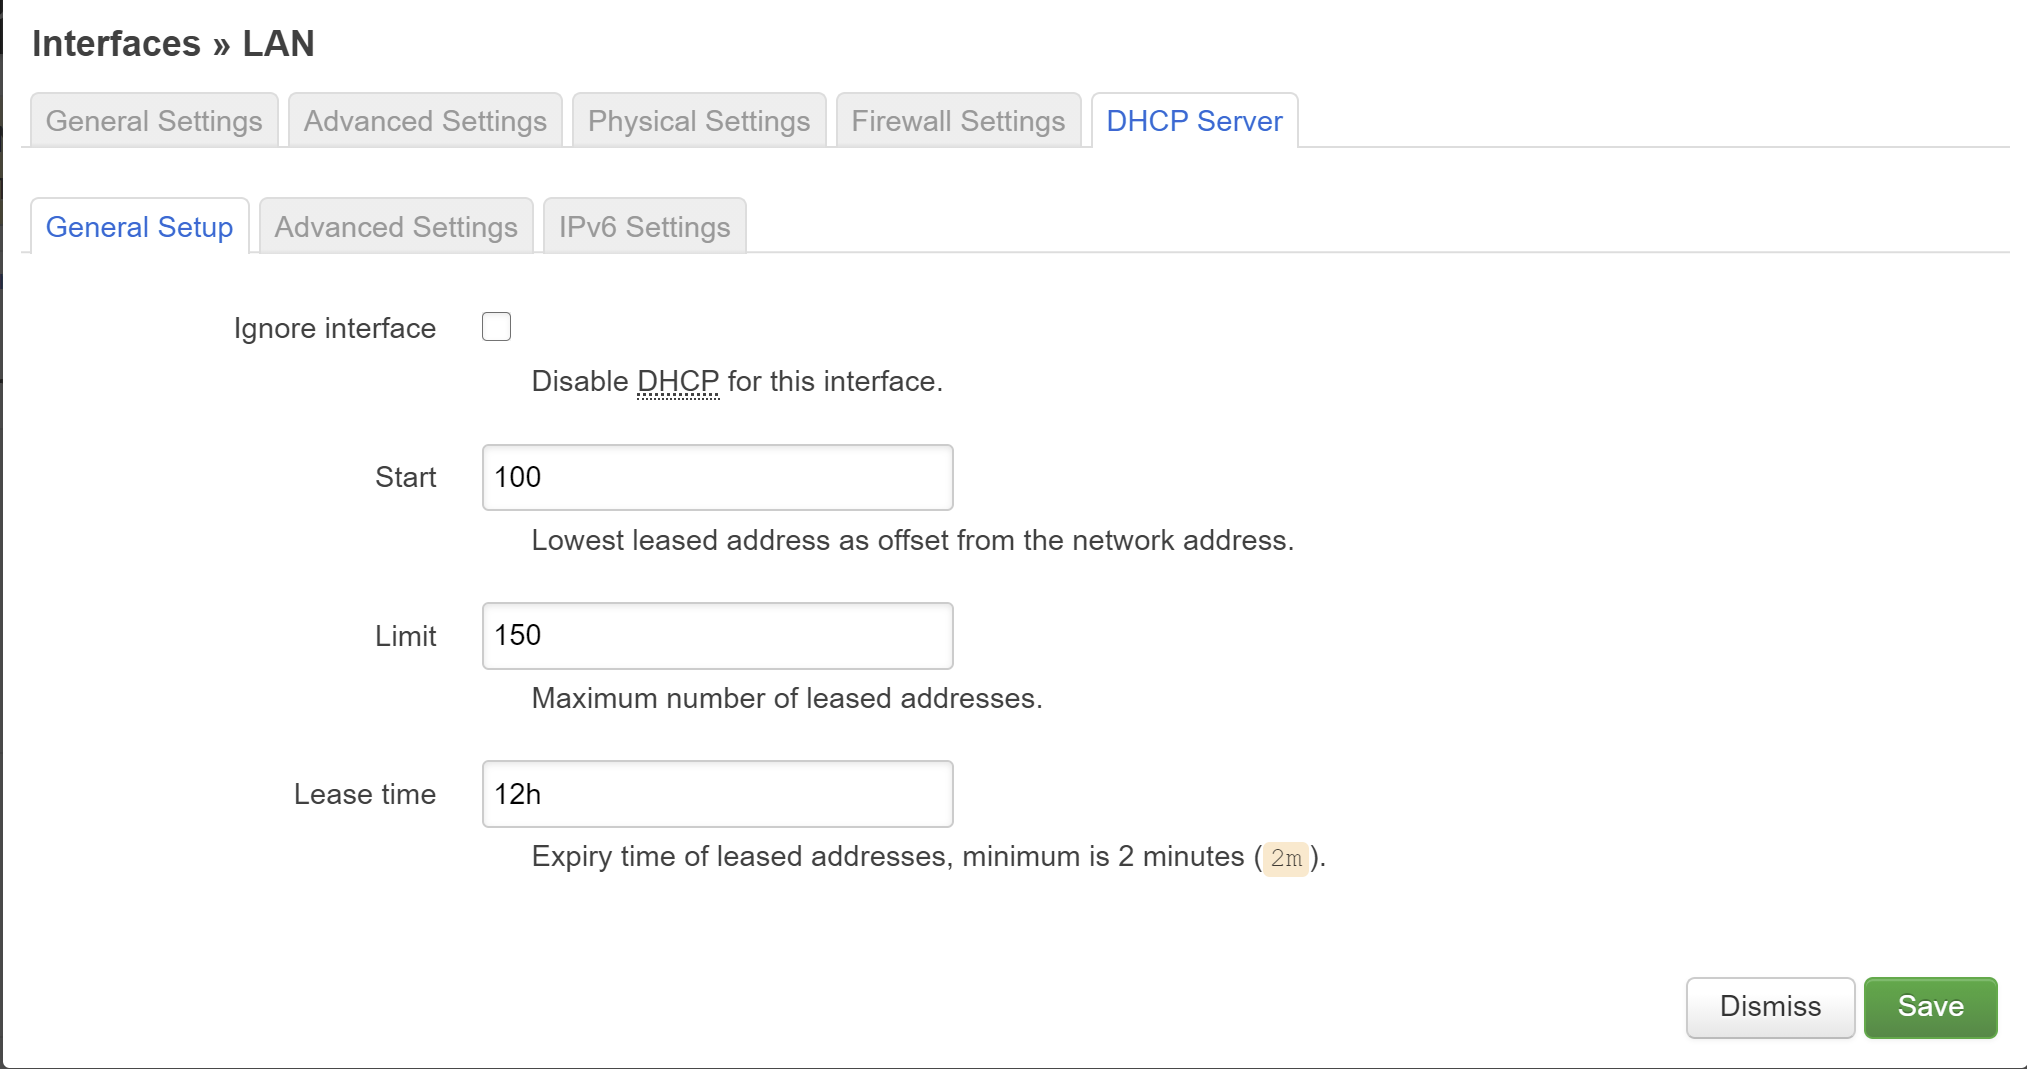 Interfaces » LAN
General Settings Advanced Settings Physical Settings Firewall Settings DHCP Server
General Setup Advanced Settings IPv6 Settings
Ignore interface
Disable DHCP for this interface.
Start 100
Lowest leased address as offset from the network address.
Limit 150
Maximum number of leased addresses.
Lease time 12h
Expiry time of leased addresses, minimum is 2 minutes (2m).
Dismiss Save